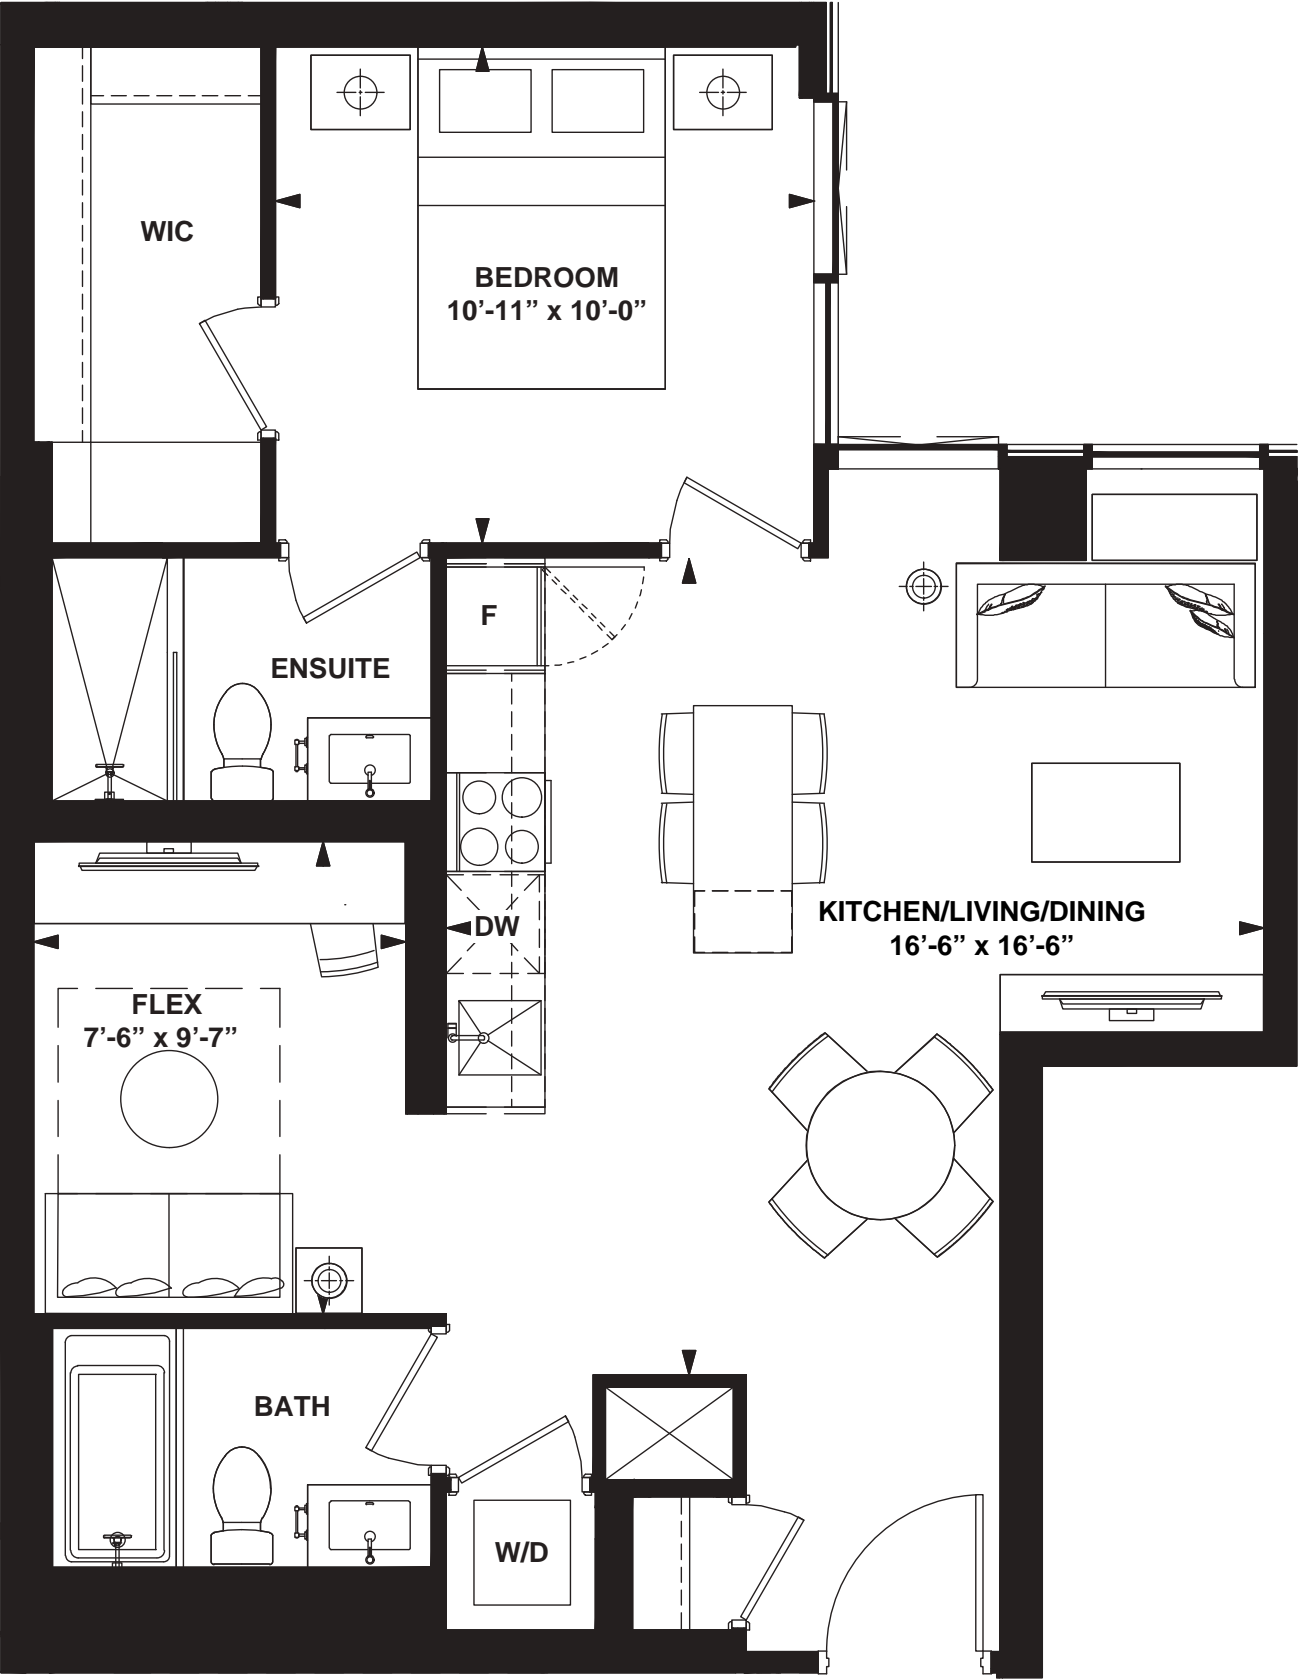 WIC
BEDROOM
10’-11” x 10’-0”
F
ENSUITE
KITCHEN/LIVING/DINING
16’-6” x 16’-6”
DW
FLEX
7’-6” x 9’-7”
BATH
W/D